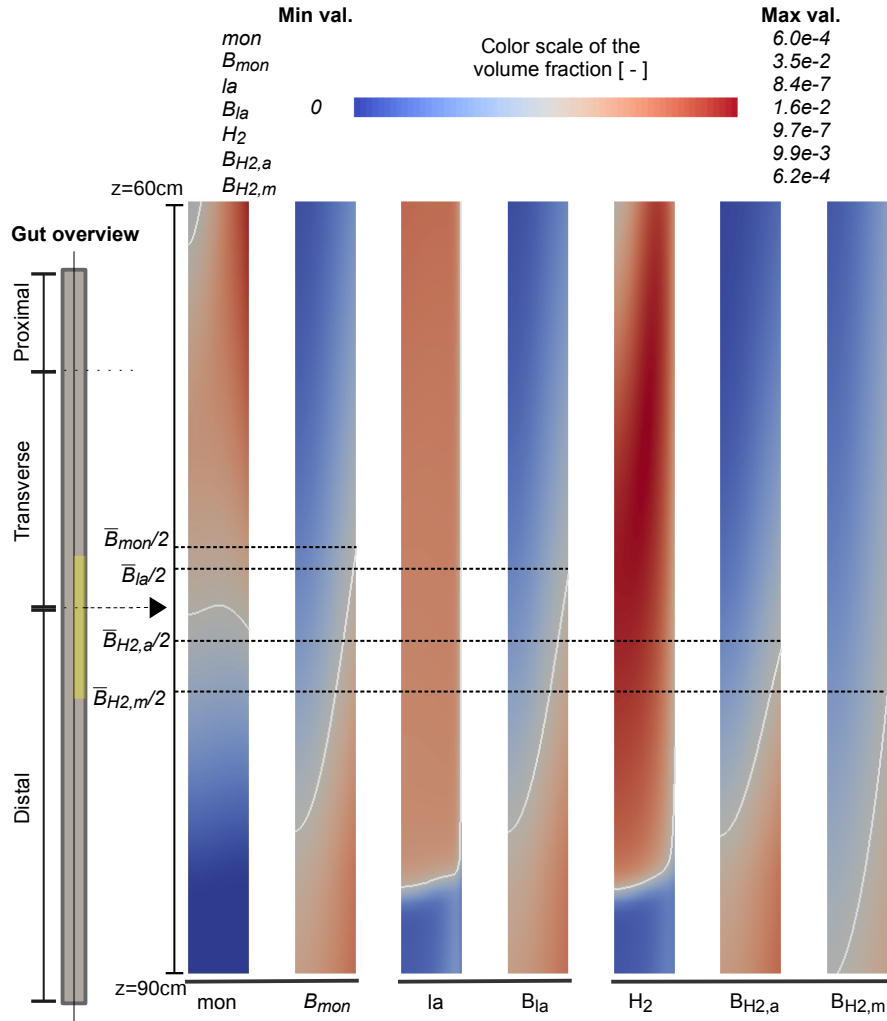 Min val.
Max val.
mon
B_mon
la
B_la
H_2
B_H2,a
B_H2,m
0
Color scale of the
volume fraction [ - ]
6.0e-4
3.5e-2
8.4e-7
1.6e-2
9.7e-7
9.9e-3
6.2e-4
z=60cm
Gut overview
Proximal
Transverse
Distal
B̅_mon/2
B̅_la/2
B̅_H2,a/2
B̅_H2,m/2
z=90cm
mon
B_mon
la
B_la
H_2
B_H2,a
B_H2,m